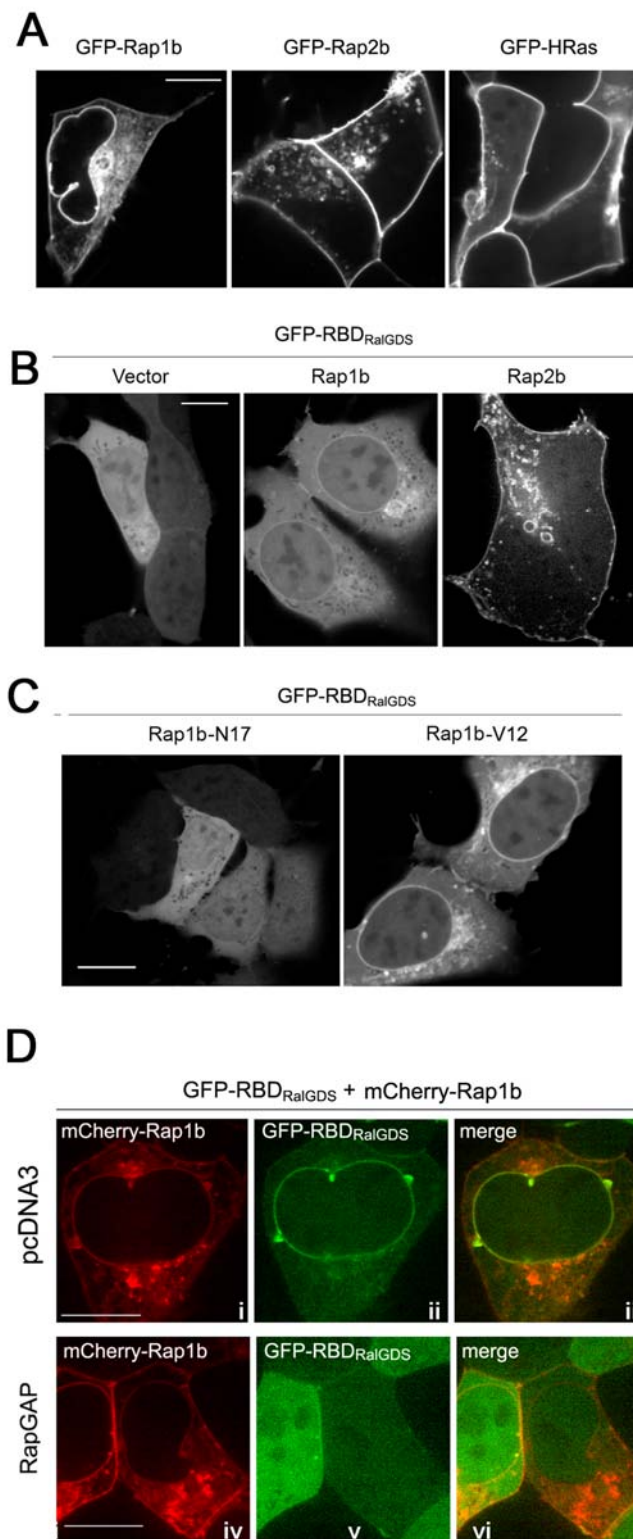 A
GFP-Rap1b GFP-Rap2b GFP-HRas
GFP-RBDRalGDS
B
Vector Rap1b Rap2b
C
GFP-RBDRalGDS
Rap1b-N17 Rap1b-V12
D
GFP-RBDRalGDS + mCherry-Rap1b
pcDNA3
mCherry-Rap1b GFP-RBDRalGDS merge
i ii i
RapGAP
mCherry-Rap1b GFP-RBDRalGDS merge
iv v vi